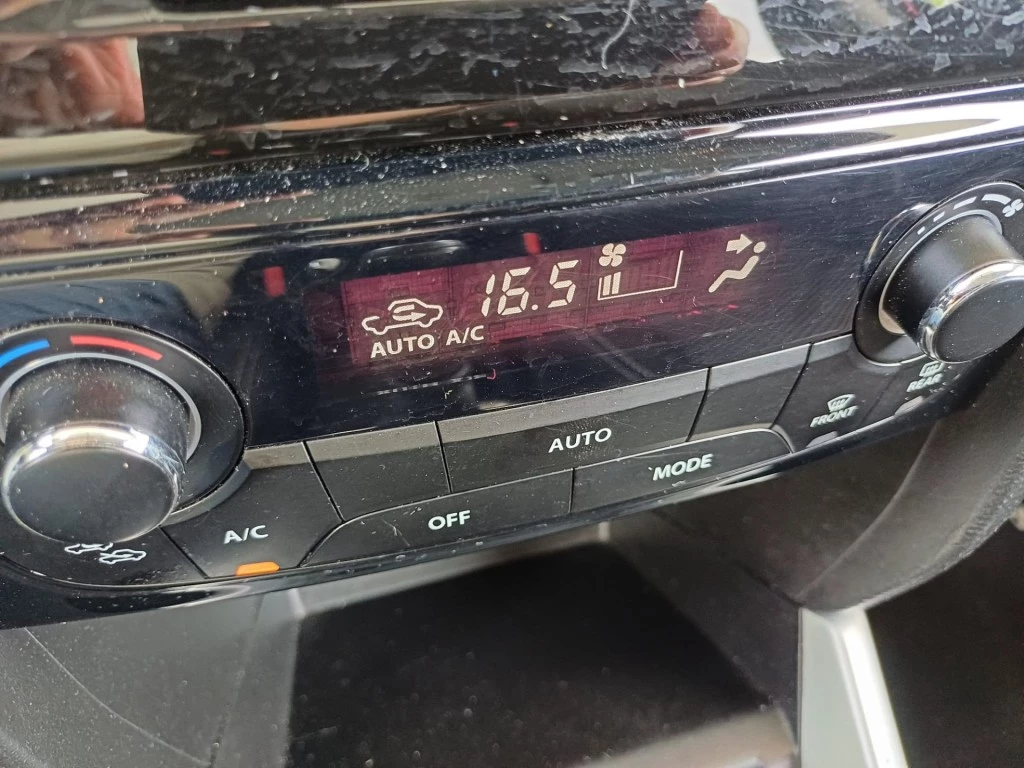 16.5
AUTO A/C
AUTO
MODE
FRONT
REAR
A/C
OFF